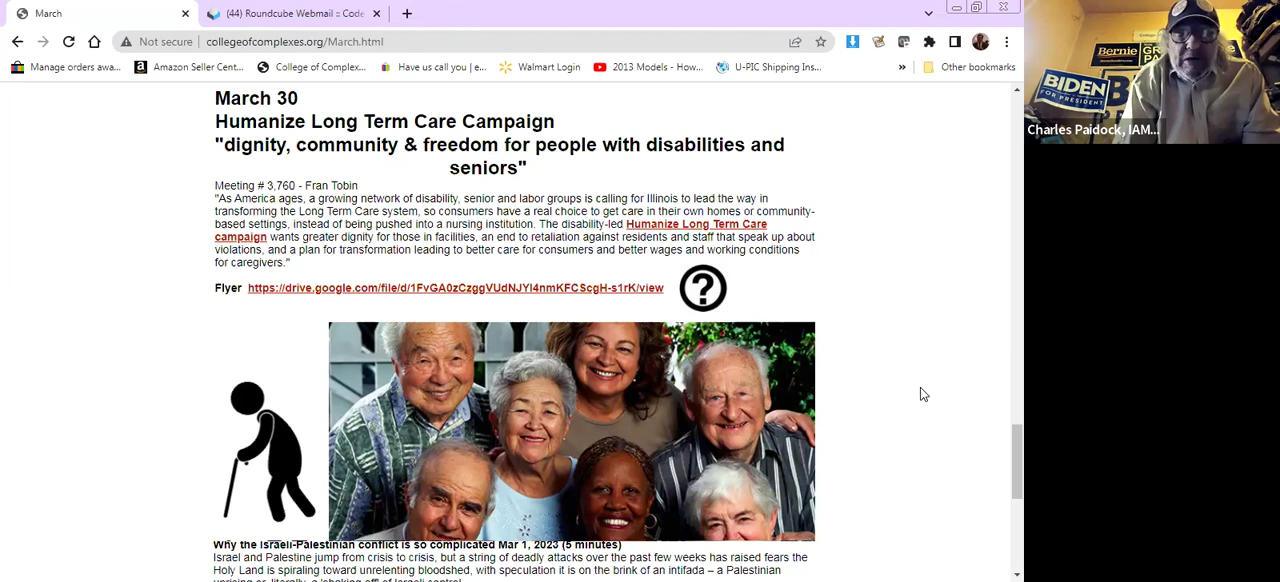 March
(44) Roundcube Webmail :: Code
Not secure | collegeofcomplexes.org/March.html
Manage orders awa...
Amazon Seller Cent...
College of Complex...
all you | e...
Walmart Login
2013 Models - How...
U-PIC Shipping Ins...
»
Other bookmarks
March 30
Humanize Long Term Care Campaign
"dignity, community & freedom for people with disabilities and
seniors"
Meeting # 3,760 - Fran Tobin
"As America ages, a growing network of disability, senior and labor groups is calling for Illinois to lead the way in
transforming the Long Term Care system, so consumers have a real choice to get care in their own homes or community-
based settings, instead of being pushed into a nursing institution. The disability-led Humanize Long Term Care
campaign wants greater dignity for those in facilities, an end to retaliation against residents and staff that speak up about
violations, and a plan for transformation leading to better care for consumers and better wages and working conditions
for caregivers."
Flyer https://drive.google.com/file/d/1FvGA0zCzggVUdNJYl4nmKFCScgH-s1rK/view
?
Why the Israeli-Palestinian conflict is so complicated Mar 1, 2023 (5 minutes)
Israel and Palestine jump from crisis to crisis, but a string of deadly attacks over the past few weeks has raised fears the
Holy Land is spiraling toward unrelenting bloodshed, with speculation it is on the brink of an intifada – a Palestinian
Bernie
BIDEN
FOR PRESIDENT
Charles Paidock, IAM...